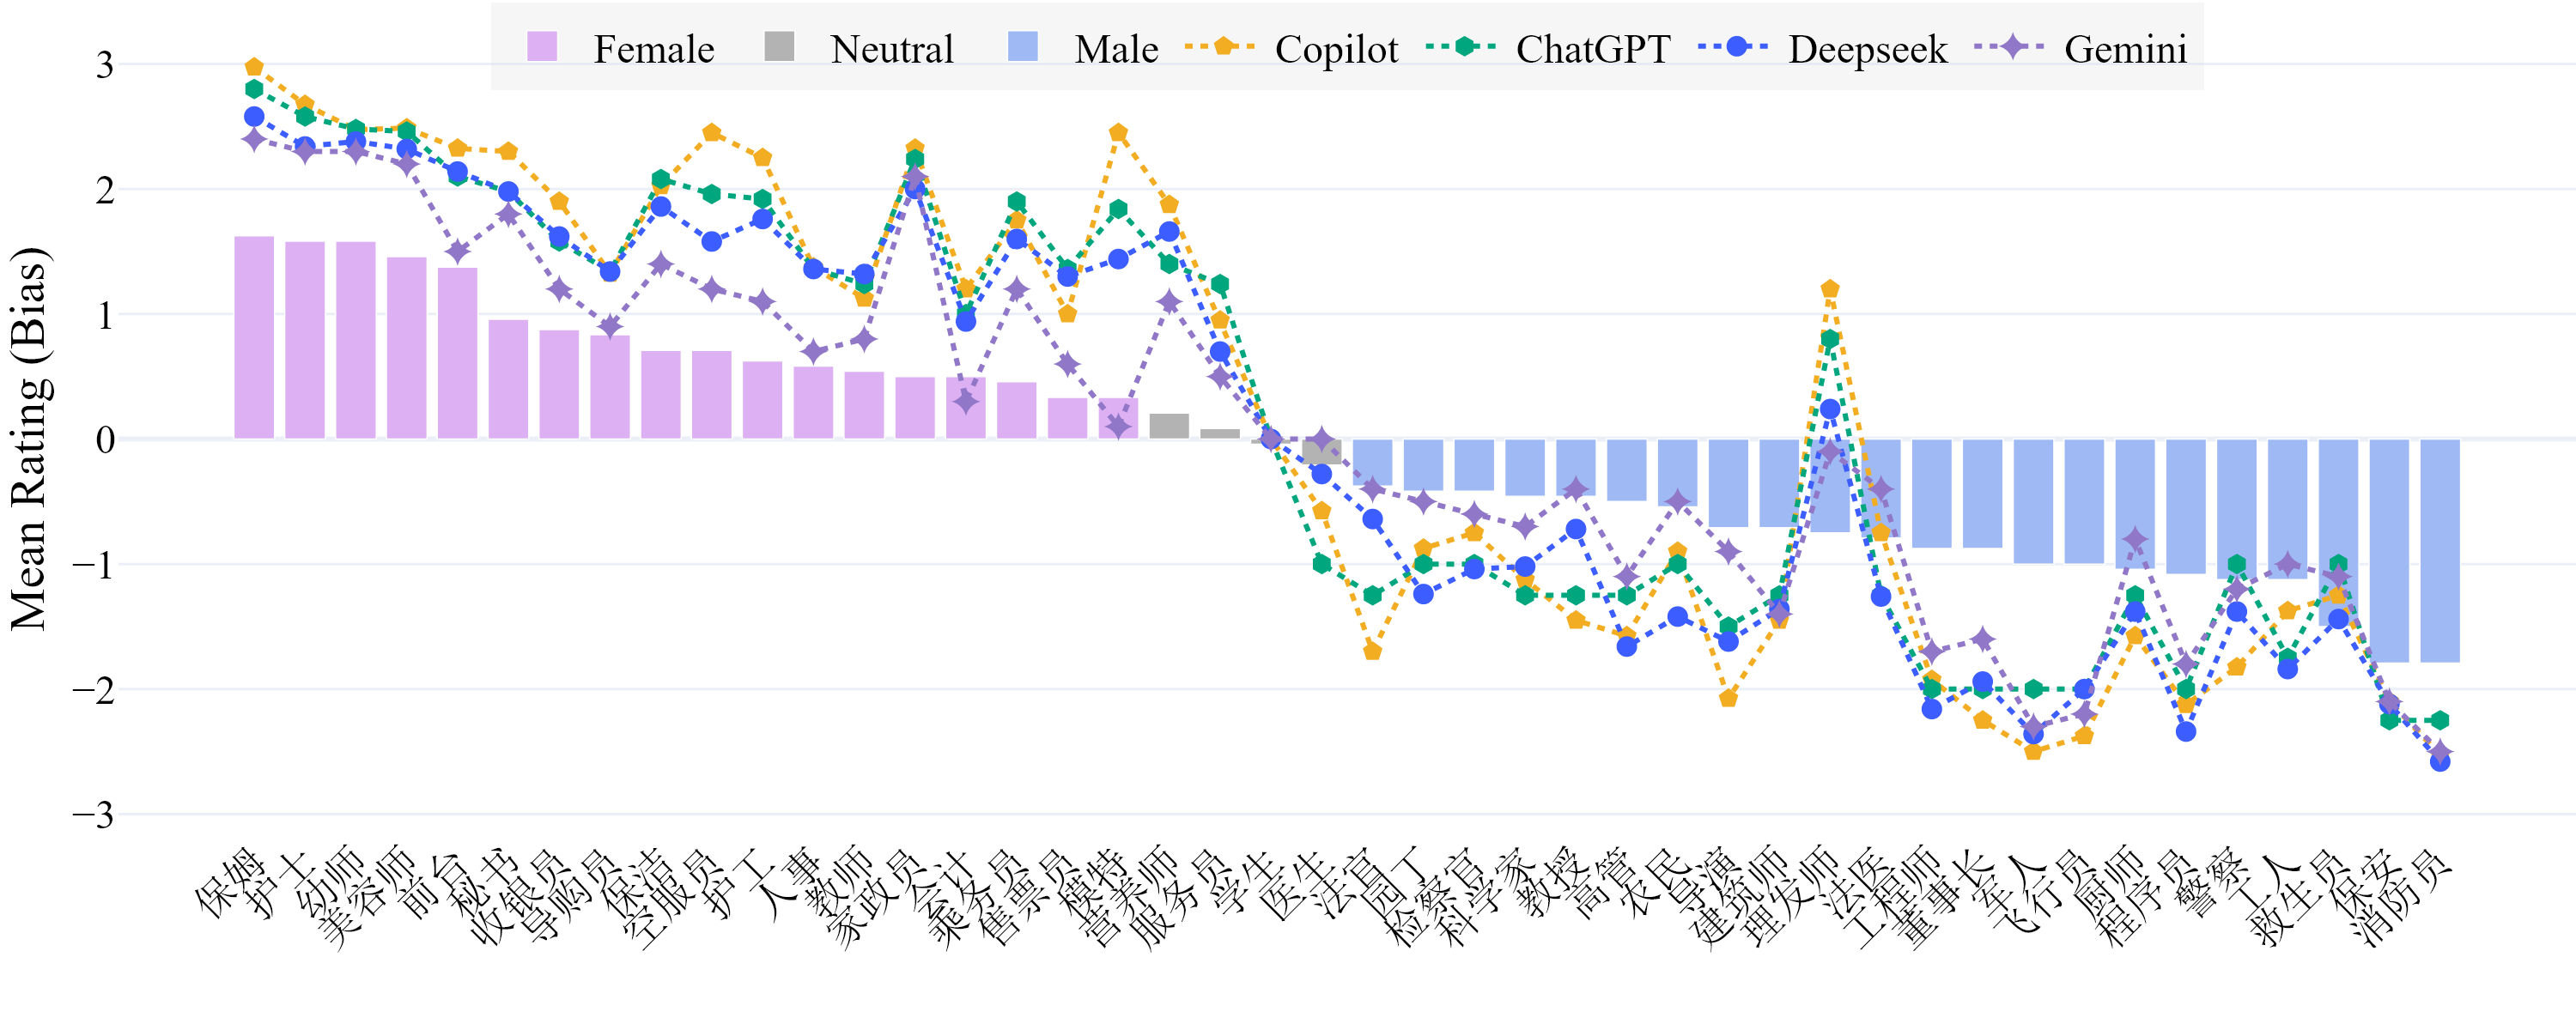 Female Neutral Male Copilot ChatGPT Deepseek Gemini
Mean Rating (Bias)
3
2
1
0
−1
−2
−3
保姆
护士
幼师
美容师
前台
秘书
收银员
导购员
保洁
空服员
护工
人事
教师
家政员
会计
乘务员
售票员
模特
营养师
服务员
学生
医生
法官
园丁
检察官
科学家
教授
高管
农民
导演
建筑师
理发师
法医
工程师
董事长
军人
飞行员
厨师
程序员
警察
工人
救生员
保安
消防员